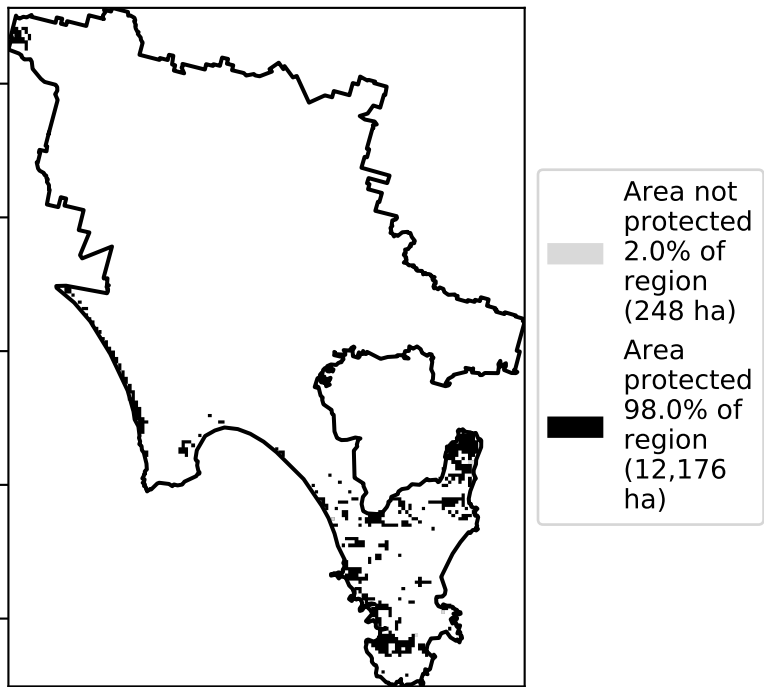 Area not
protected
2.0% of
region
(248 ha)
Area
protected
98.0% of
region
(12,176
ha)